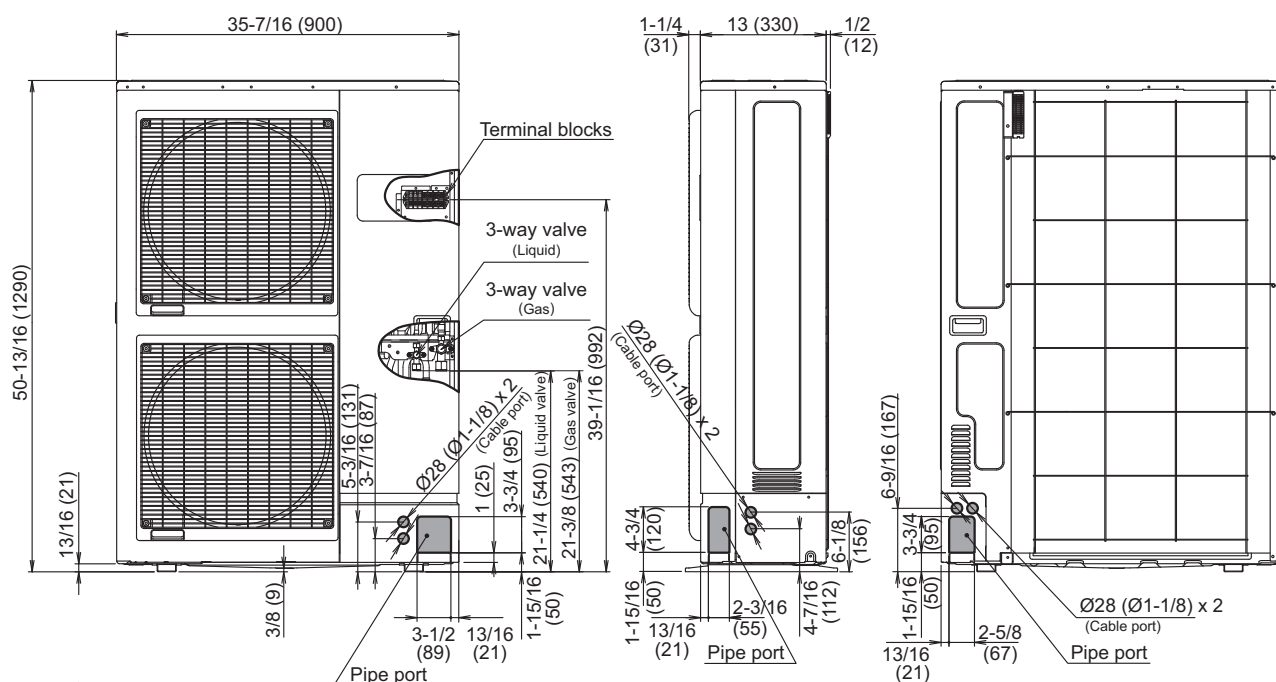 35-7/16 (900)
50-13/16 (1290)
13/16 (21)
3/8 (9)
Terminal blocks
3-way valve
(Liquid)
3-way valve
(Gas)
5-3/16 (131)
3-7/16 (87)
Ø28 (Ø1-1/8) x 2
(Cable port)
3-3/4 (95)
1 (25)
21-1/4 (540) (Liquid valve)
21-3/8 (543) (Gas valve)
39-1/16 (992)
1-15/16
(50)
3-1/2
(89)
13/16
(21)
Pipe port
1-1/4
(31)
13 (330)
1/2
(12)
Ø28 (Ø1-1/8) x 2
(Cable port)
4-3/4
(120)
1-15/16
(50)
13/16
(21)
2-3/16
(55)
4-7/16
(112)
6-1/8
(156)
Pipe port
6-9/16 (167)
3-3/4
(95)
1-15/16
(50)
13/16
(21)
2-5/8
(67)
Ø28 (Ø1-1/8) x 2
(Cable port)
Pipe port